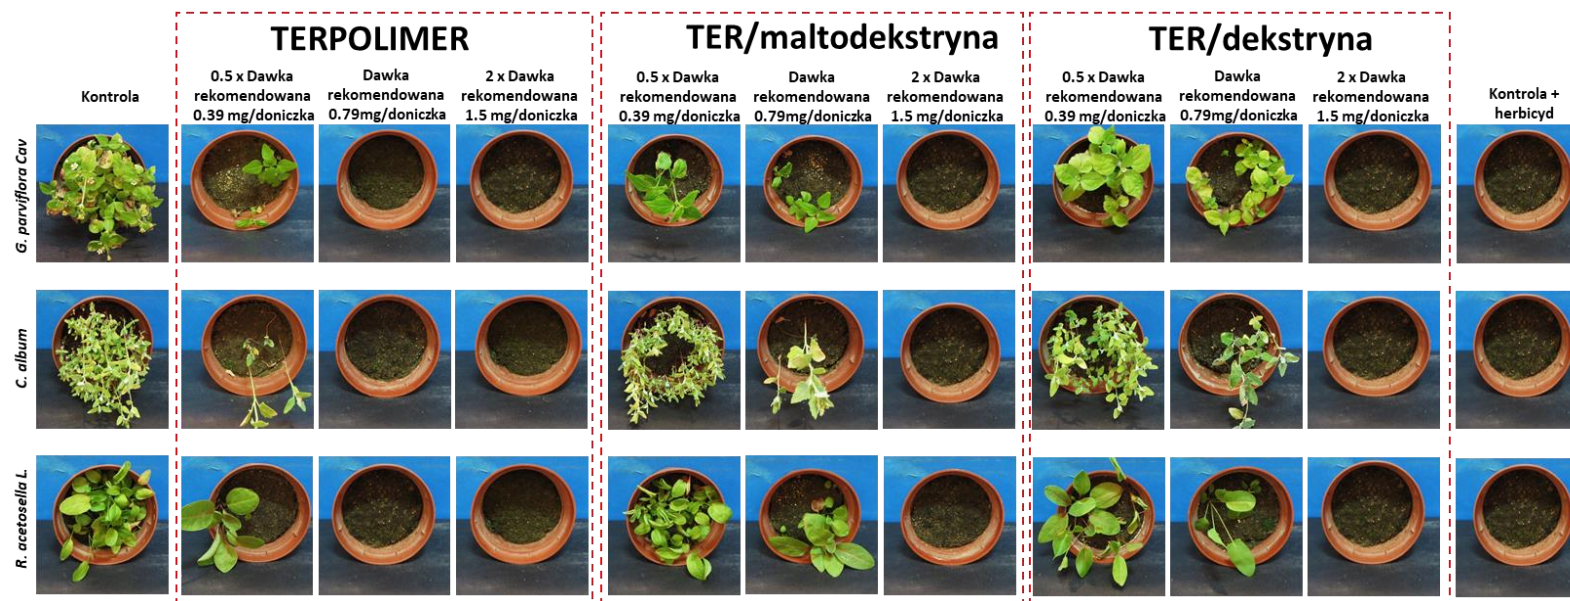 TERPOLIMER
TER/maltodekstryna
TER/dekstryna
Kontrola
0.5 x Dawka
rekomendowana
0.39 mg/doniczka
Dawka
rekomendowana
0.79mg/doniczka
2 x Dawka
rekomendowana
1.5 mg/doniczka
0.5 x Dawka
rekomendowana
0.39 mg/doniczka
Dawka
rekomendowana
0.79mg/doniczka
2 x Dawka
rekomendowana
1.5 mg/doniczka
0.5 x Dawka
rekomendowana
0.39 mg/doniczka
Dawka
rekomendowana
0.79mg/doniczka
2 x Dawka
rekomendowana
1.5 mg/doniczka
Kontrola +
herbicyd
G. parviflora Cav
C. album
R. acetosella L.